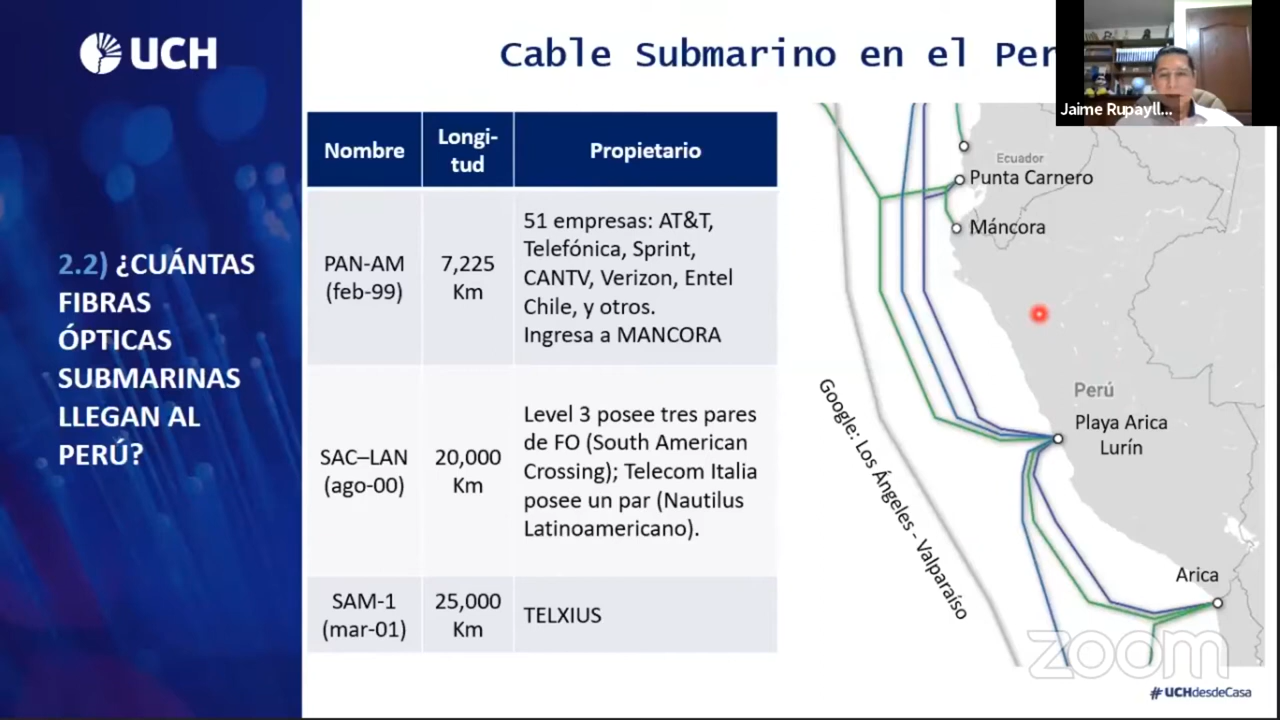 UCH
Cable Submarino en el Per
Jaime Rupayll...
2.2) ¿CUÁNTAS
FIBRAS
ÓPTICAS
SUBMARINAS
LLEGAN AL
PERÚ?
Nombre
Longi-
tud
Propietario
PAN-AM
(feb-99)
7,225
Km
51 empresas: AT&T,
Telefónica, Sprint,
CANTV, Verizon, Entel
Chile, y otros.
Ingresa a MANCORA
SAC–LAN
(ago-00)
20,000
Km
Level 3 posee tres pares
de FO (South American
Crossing); Telecom Italia
posee un par (Nautilus
Latinoamericano).
SAM-1
(mar-01)
25,000
Km
TELXIUS
Ecuador
Punta Carnero
Máncora
Perú
Playa Arica
Lurín
Google: Los Ángeles - Valparaíso
Arica
zoom
#UCHdesdeCasa